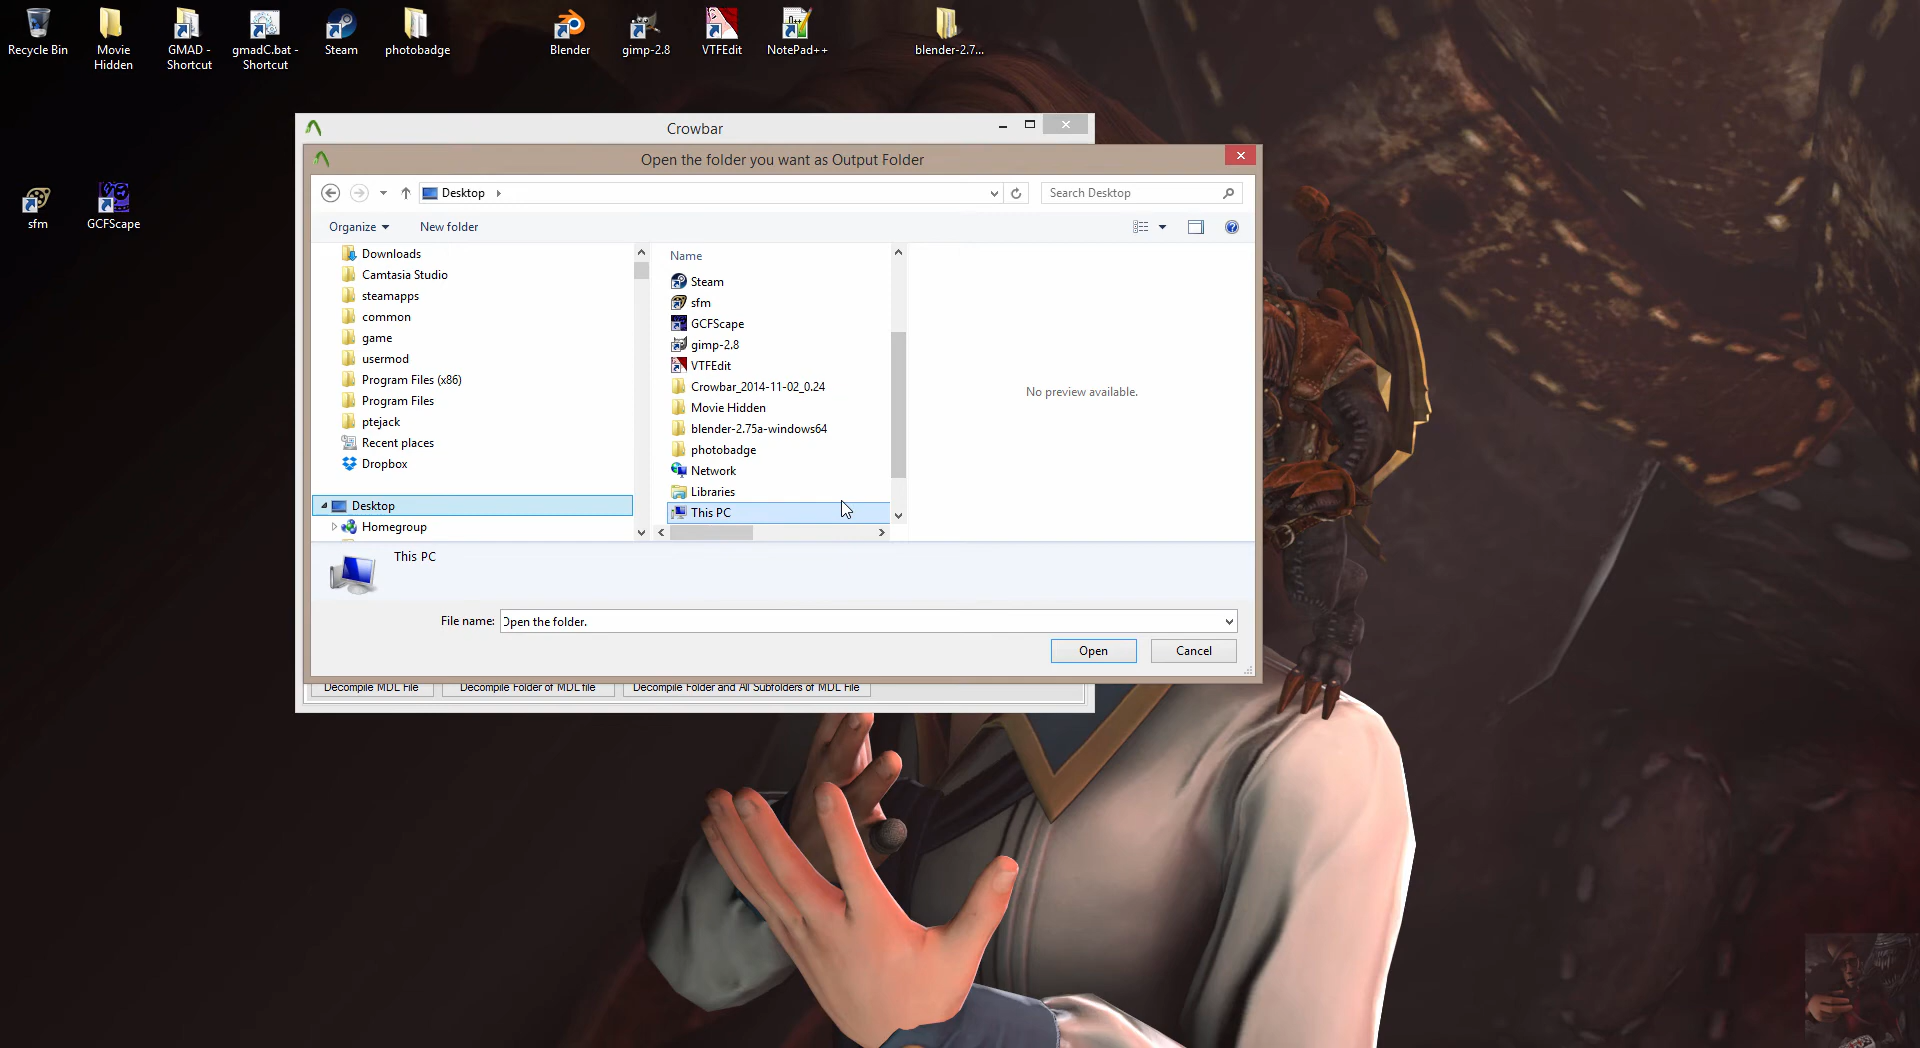 Recycle Bin
Movie
Hidden
GMAD -
Shortcut
gmadC.bat -
Shortcut
Steam
photobadge
Blender
gimp-2.8
VTFEdit
NotePad++
blender-2.7...
sfm
GCFScape
Crowbar
Open the folder you want as Output Folder
Desktop
Search Desktop
Organize
New folder
Downloads
Camtasia Studio
steamapps
common
game
usermod
Program Files (x86)
Program Files
ptejack
Recent places
Dropbox
Desktop
Homegroup
Name
Steam
sfm
GCFScape
gimp-2.8
VTFEdit
Crowbar_2014-11-02_0.24
Movie Hidden
blender-2.75a-windows64
photobadge
Network
Libraries
This PC
No preview available.
This PC
File name:
Open the folder.
Open
Cancel
Decompile MDL File
Decompile Folder of MDL file
Decompile Folder and All Subfolders of MDL File